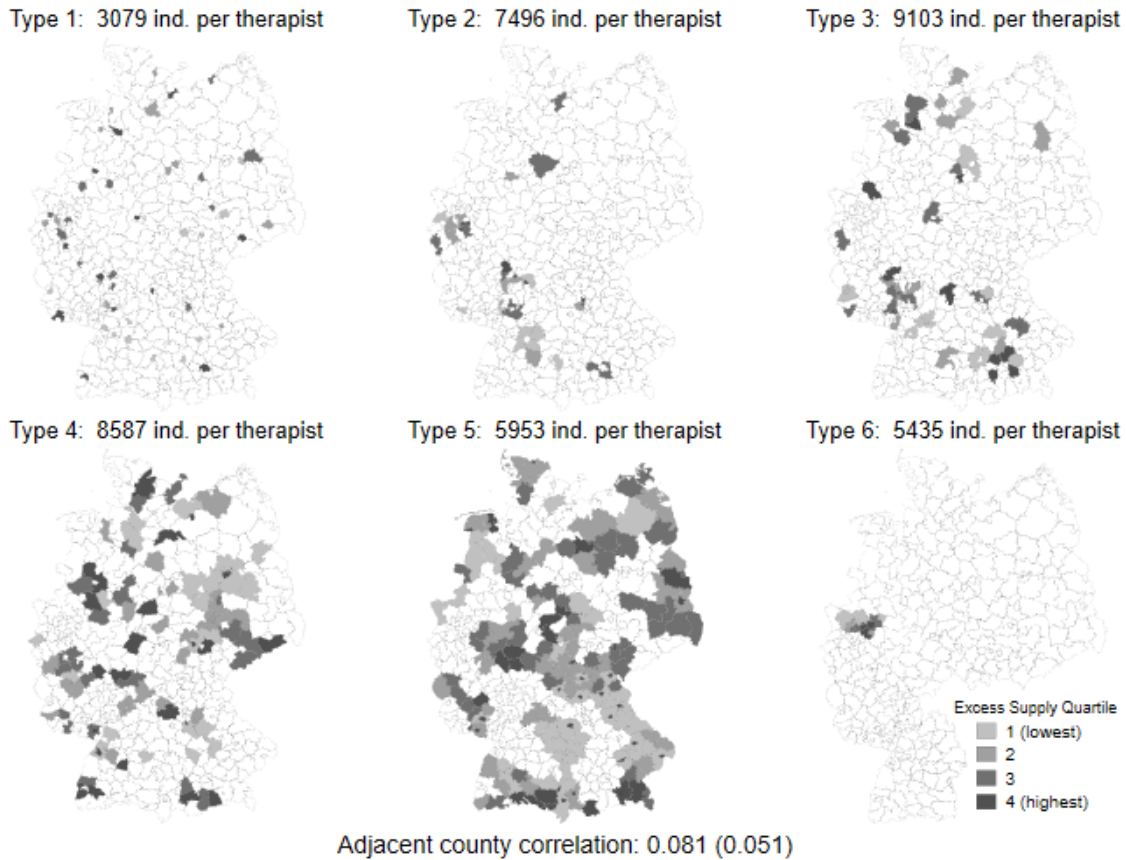 Type 1:  3079 ind. per therapist
Type 2:  7496 ind. per therapist
Type 3:  9103 ind. per therapist
Type 4:  8587 ind. per therapist
Type 5:  5953 ind. per therapist
Type 6:  5435 ind. per therapist
Excess Supply Quartile
1 (lowest)
2
3
4 (highest)
Adjacent county correlation: 0.081 (0.051)